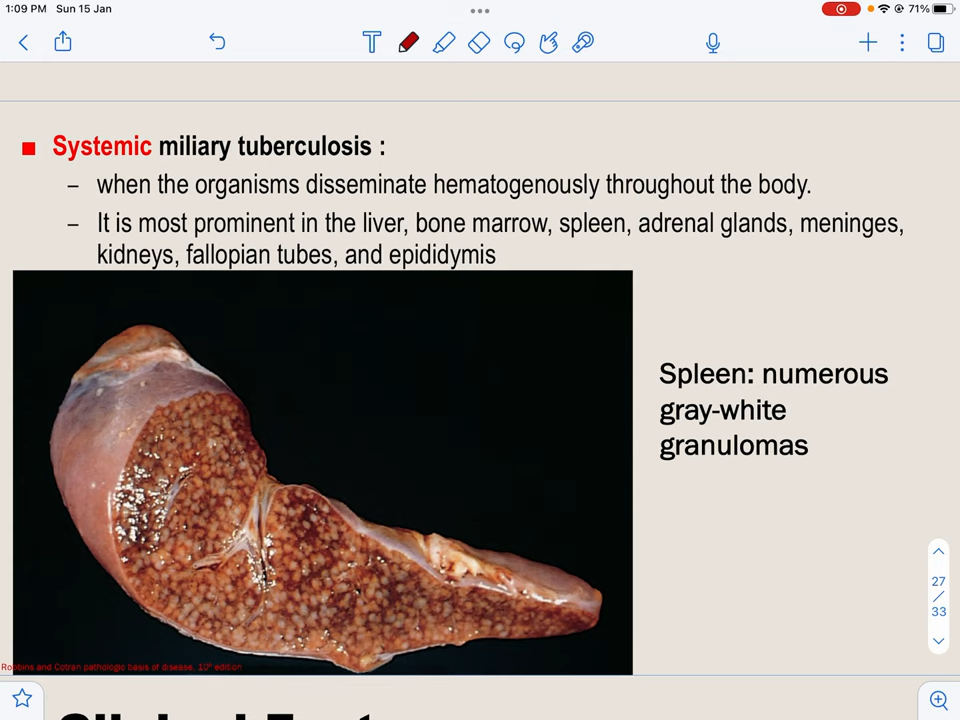 1:09 PM Sun 15 Jan
71%
Systemic miliary tuberculosis :
– when the organisms disseminate hematogenously throughout the body.
– It is most prominent in the liver, bone marrow, spleen, adrenal glands, meninges,
kidneys, fallopian tubes, and epididymis
Spleen: numerous
gray-white
granulomas
27
/
33
Robbins and Cotran pathologic basis of disease, 10th edition